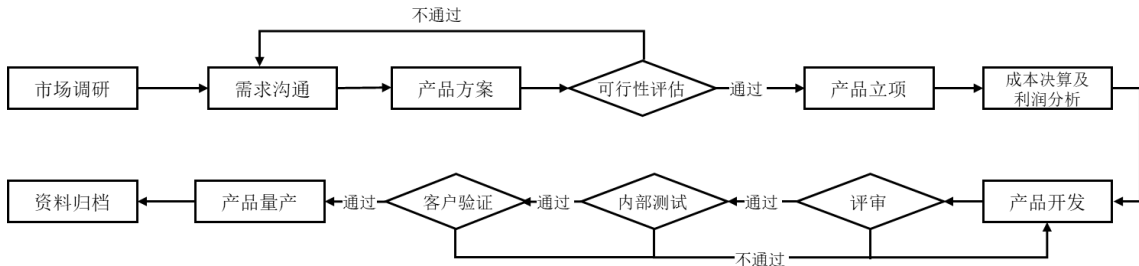 不通过
市场调研
需求沟通
产品方案
可行性评估
通过
产品立项
成本决算及
利润分析
资料归档
产品量产
通过
客户验证
通过
内部测试
通过
评审
产品开发
不通过